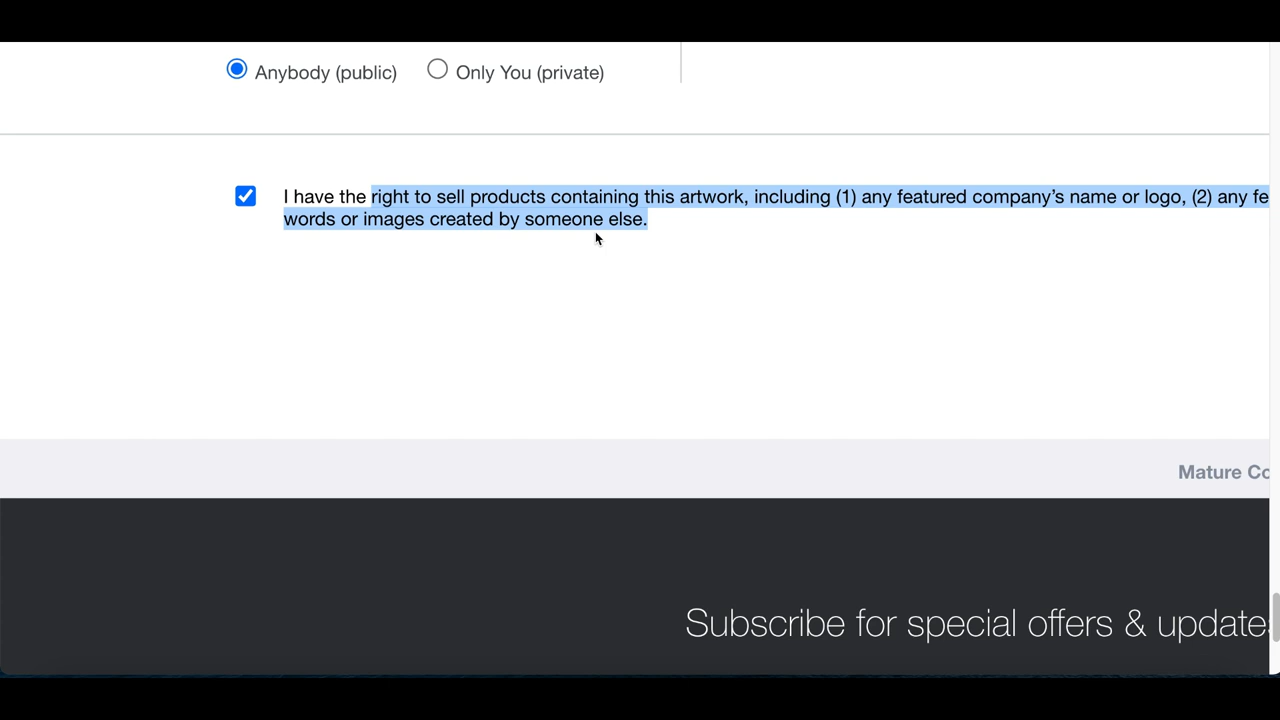 Anybody (public) Only You (private)
I have the right to sell products containing this artwork, including (1) any featured company’s name or logo, (2) any
words or images created by someone else.
Mature
Subscribe for special offers &